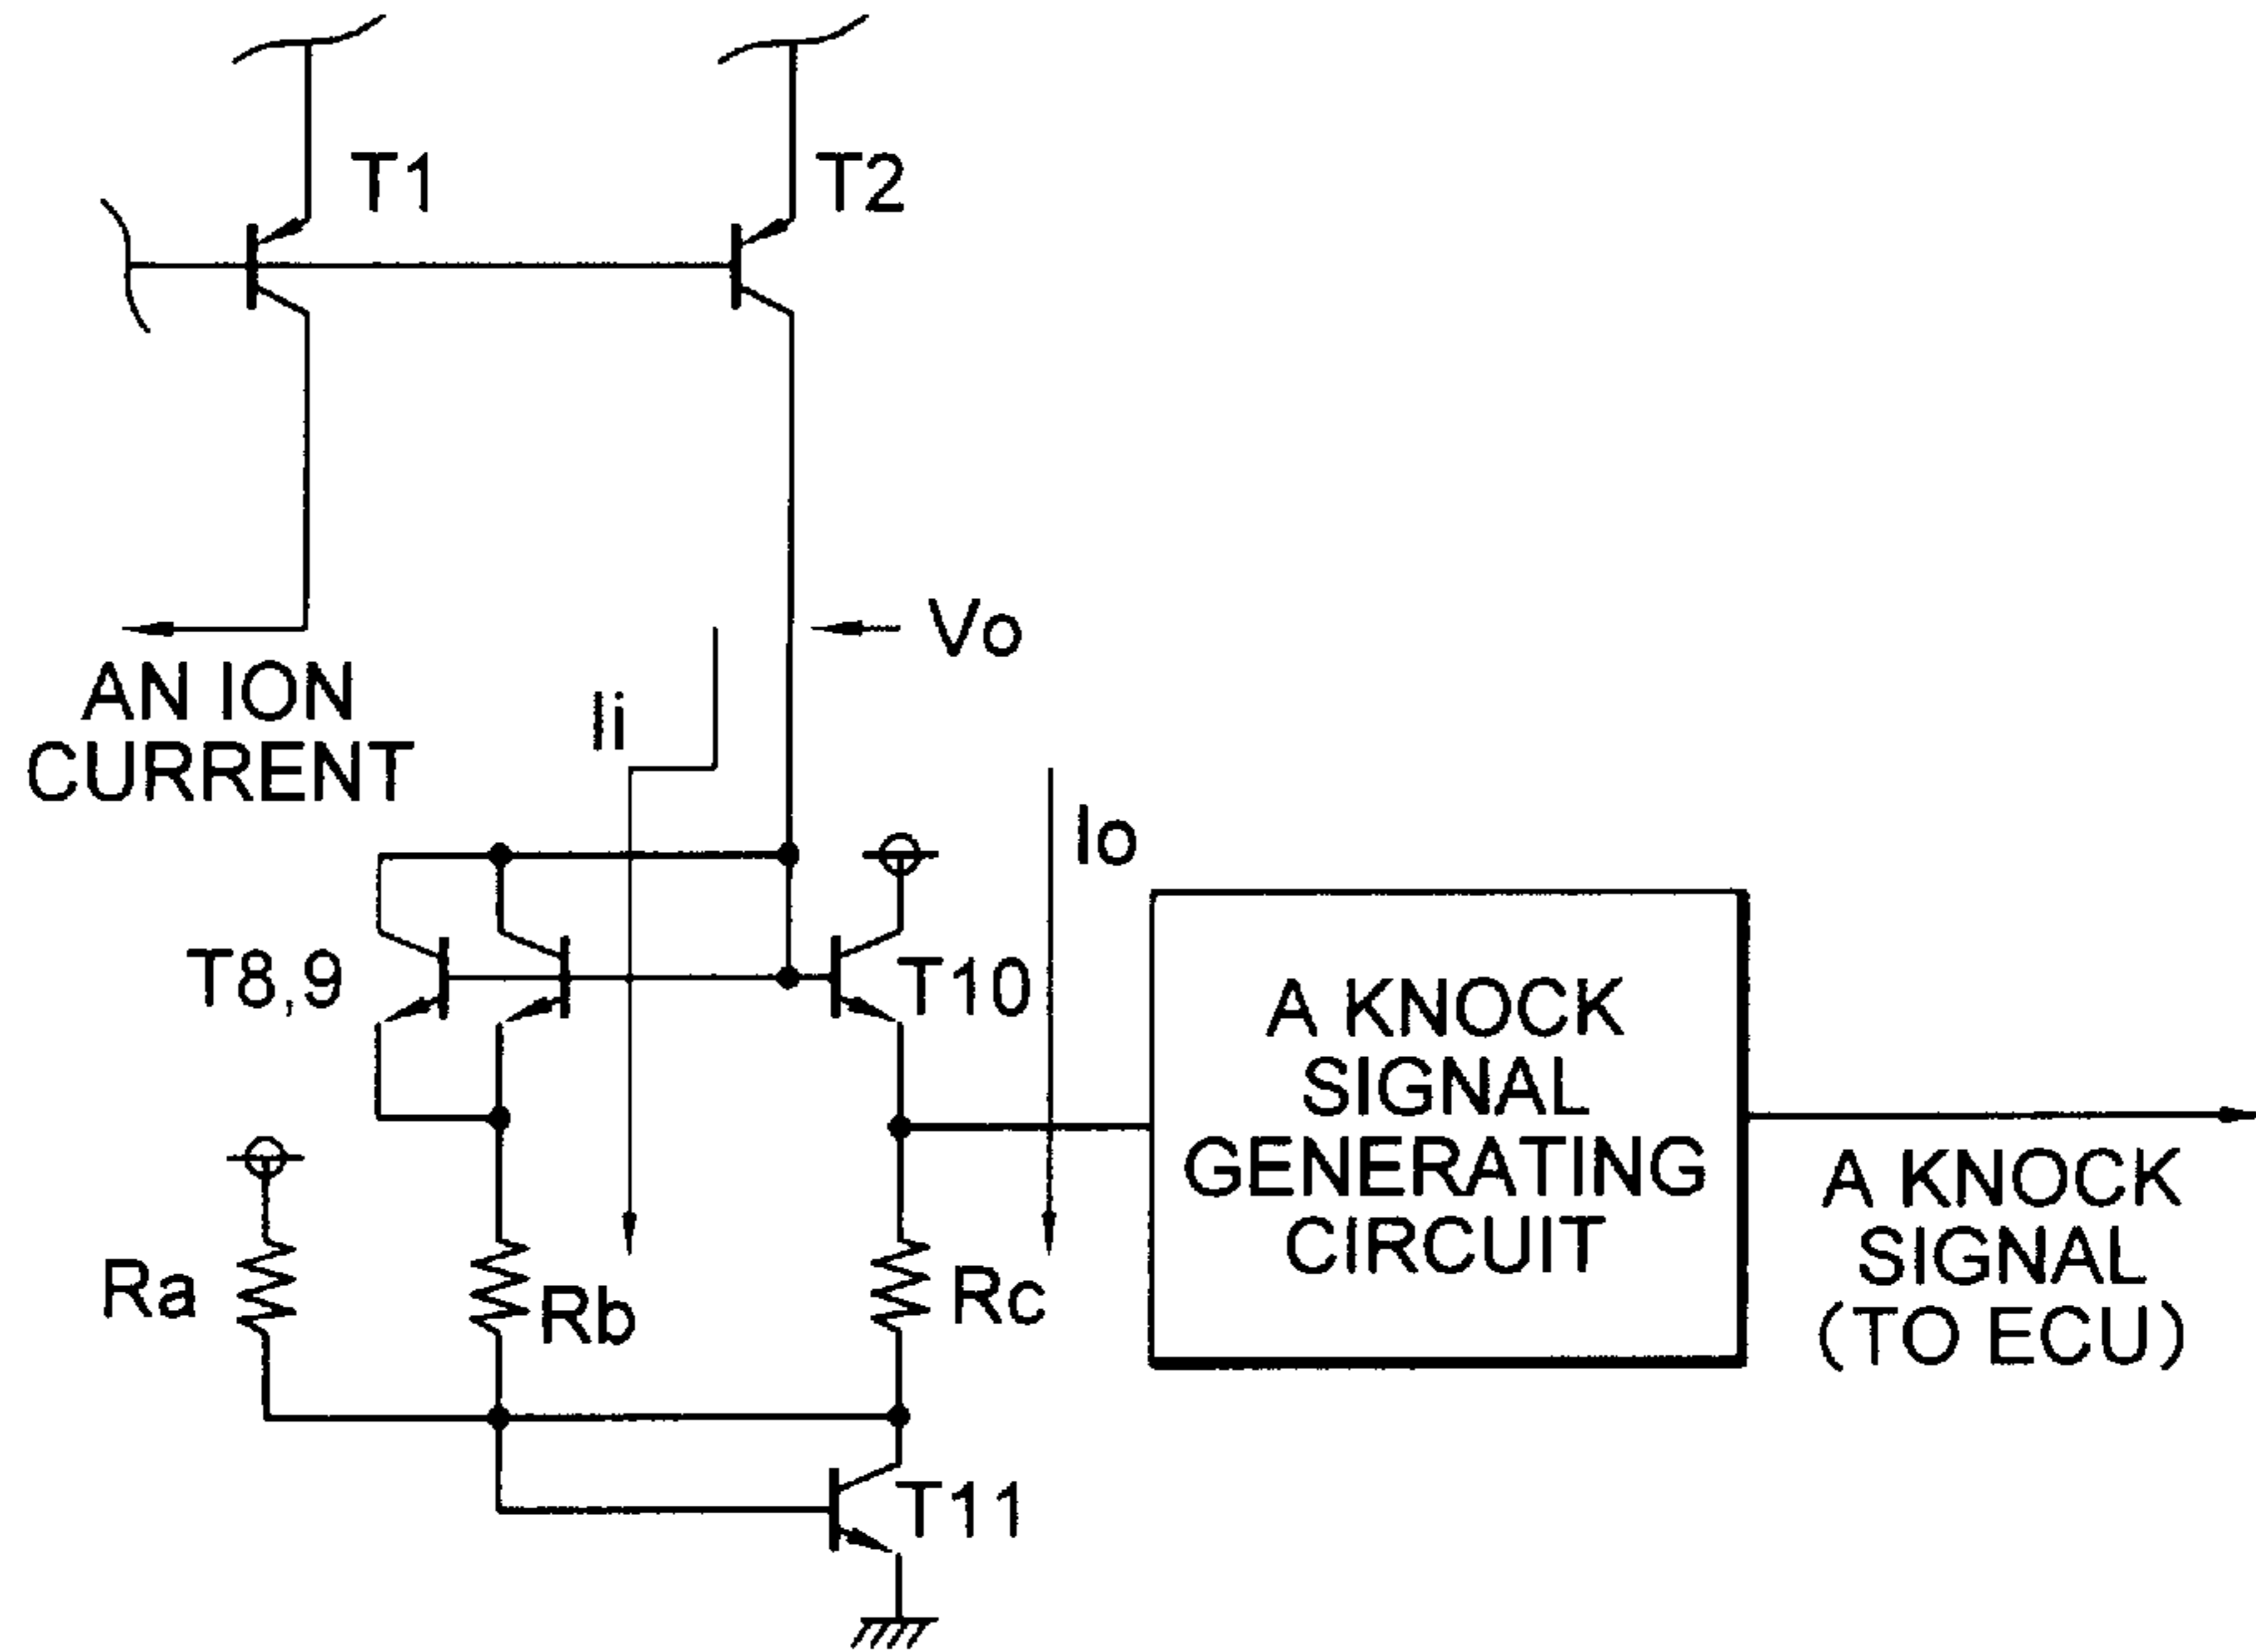 T1
T2
Vo
AN ION
CURRENT
Ii
Io
T8,9
T10
A KNOCK
SIGNAL
GENERATING
CIRCUIT
A KNOCK
SIGNAL
(TO ECU)
Ra
Rb
Rc
T11